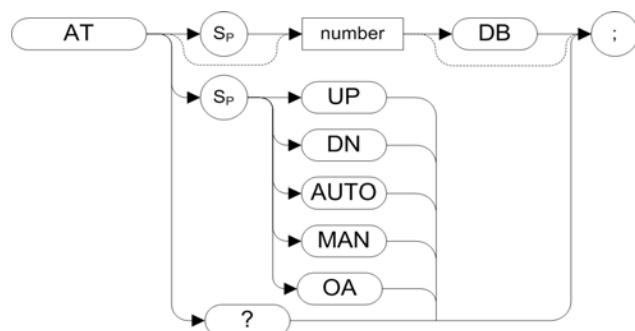 AT SP number DB ;
SP UP
DN
AUTO
MAN
OA
?